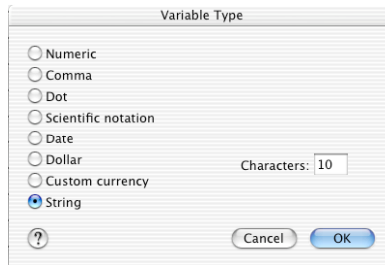 Variable Type
Numeric
Comma
Dot
Scientific notation
Date
Dollar
Characters: 10
Custom currency
String
?
Cancel
OK